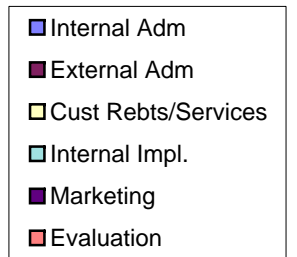 Internal Adm
External Adm
Cust Rebts/Services
Internal Impl.
Marketing
Evaluation